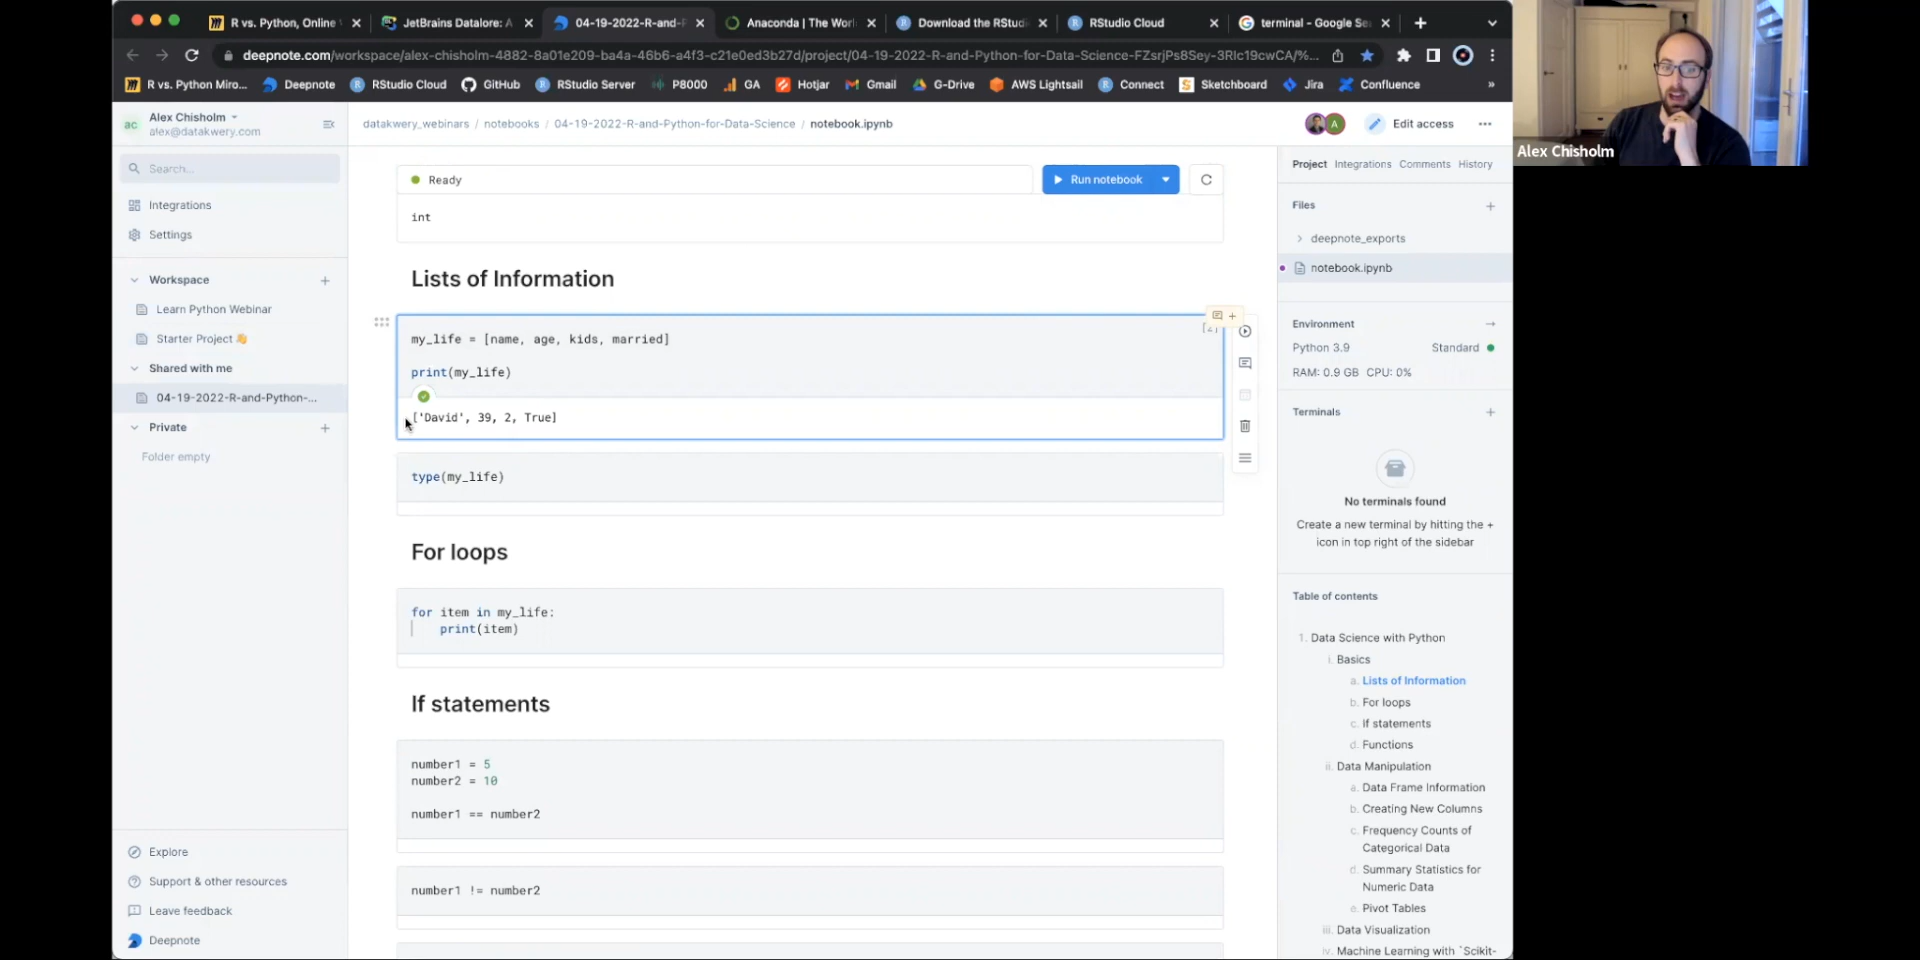 R vs. Python, Online
JetBrains Datalore: A
04-19-2022-R-and-P
Anaconda | The Worl
Download the RStud
RStudio Cloud
terminal - Google Se
deepnote.com/workspace/alex-chisholm-4882-8a01e209-ba4a-46b6-a4f3-c21e0ed3b27d/project/04-19-2022-R-and-Python-for-Data-Science-FZsrjPs8Sey-3RIc19cwCA/%...
R vs. Python Miro...
Deepnote
RStudio Cloud
GitHub
RStudio Server
P8000
GA
Hotjar
Gmail
G-Drive
AWS Lightsail
Connect
Sketchboard
Jira
Confluence
»
Alex Chisholm
ac
Alex Chisholm
alex@datakwery.com
datakwery_webinars / notebooks / 04-19-2022-R-and-Python-for-Data-Science / notebook.ipynb
A
Edit access
Search...
Integrations
Settings
Workspace
Learn Python Webinar
Starter Project
Shared with me
04-19-2022-R-and-Python-...
Private
Folder empty
Explore
Support & other resources
Leave feedback
Deepnote
Ready
Run notebook
int
Lists of Information
[2]
my_life = [name, age, kids, married]
print(my_life)
['David', 39, 2, True]
type(my_life)
For loops
for item in my_life:
print(item)
If statements
number1 = 5
number2 = 10
number1 == number2
number1 != number2
Project
Integrations
Comments
History
Files
deepnote_exports
notebook.ipynb
Environment
Python 3.9
Standard
RAM: 0.9 GB CPU: 0%
Terminals
No terminals found
Create a new terminal by hitting the +
icon in top right of the sidebar
Table of contents
1. Data Science with Python
i. Basics
a. Lists of Information
b. For loops
c. If statements
d. Functions
ii. Data Manipulation
a. Data Frame Information
b. Creating New Columns
c. Frequency Counts of
Categorical Data
d. Summary Statistics for
Numeric Data
e. Pivot Tables
iii. Data Visualization
iv. Machine Learning with `Scikit-